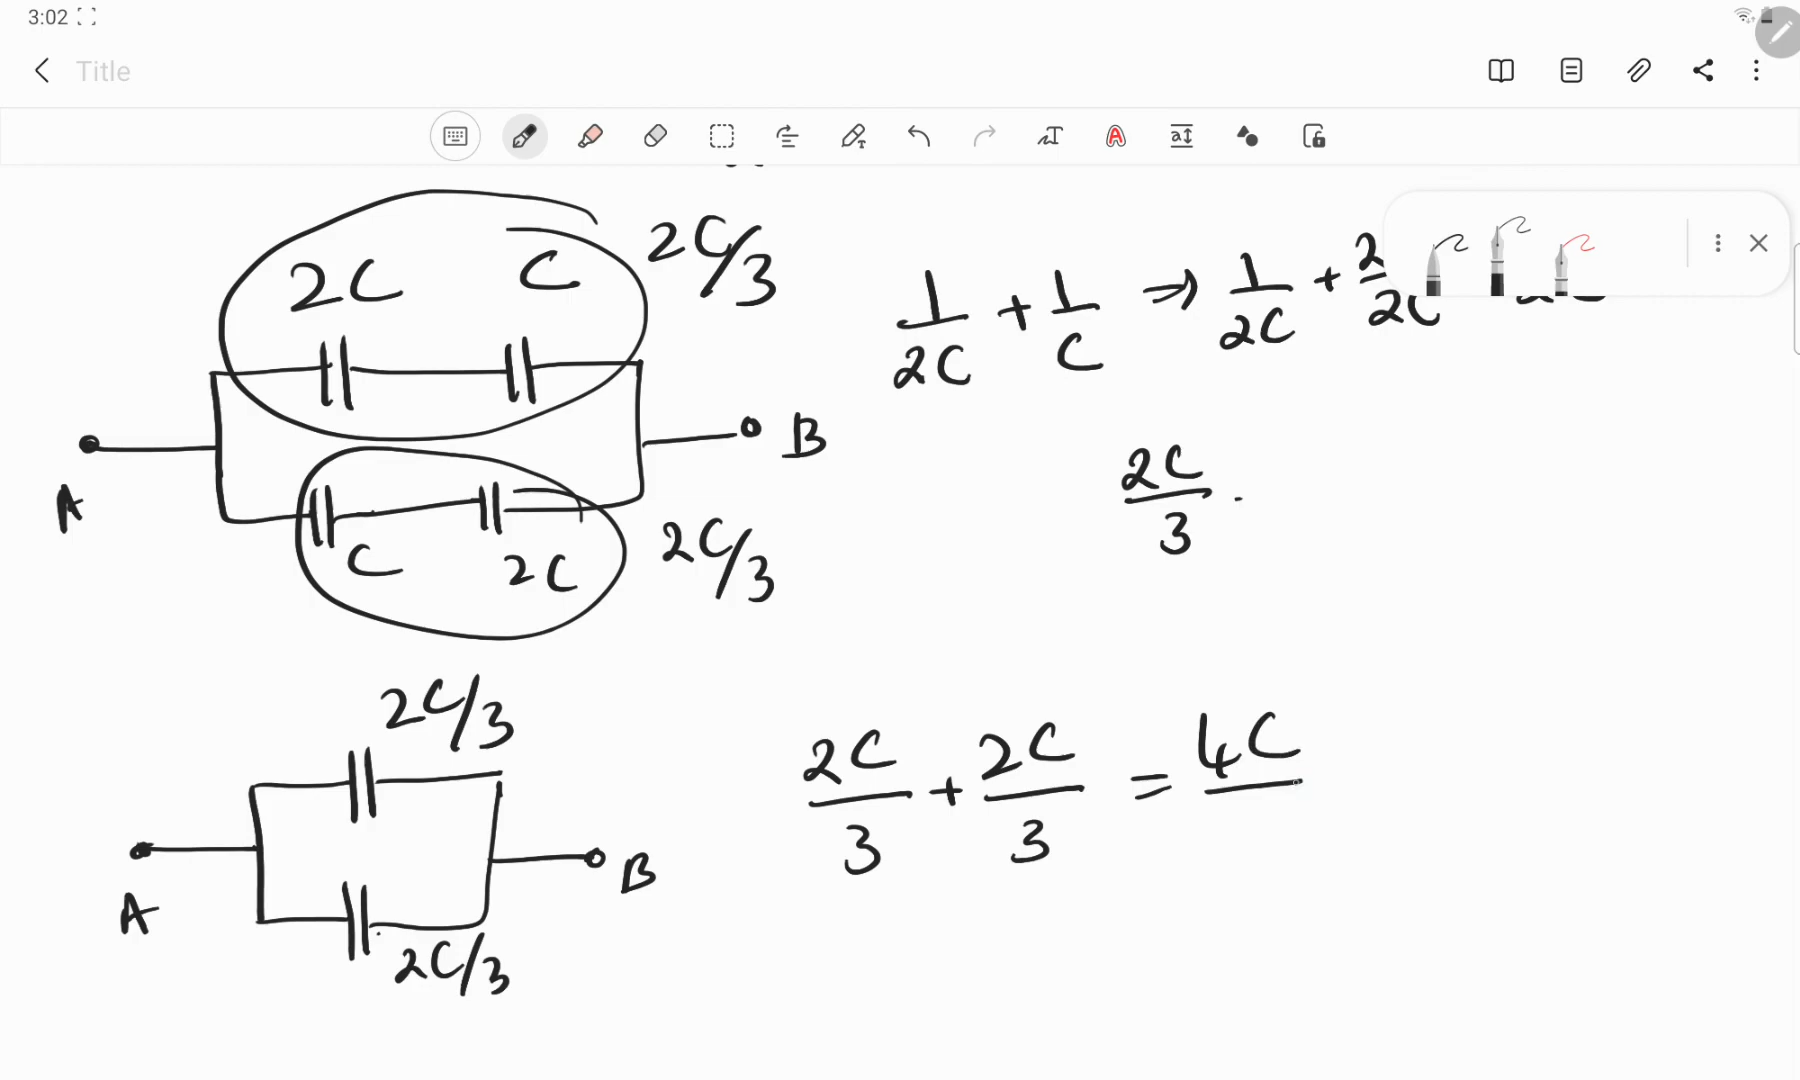 3:02
Title
2C C 2C/3
1/2C + 1/C ⇒ 1/2C + 2/2C
A B
2C/3
C 2C 2C/3
2C/3
2C/3 + 2C/3 = 4C
A B
2C/3